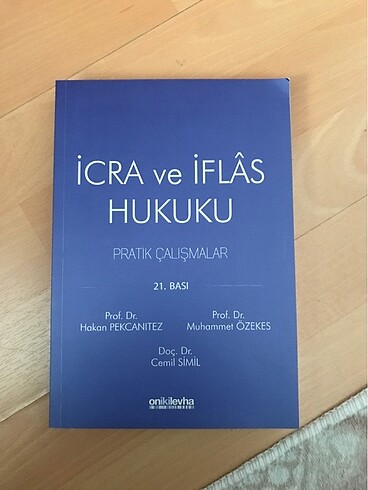 İCRA ve İFLÂS
HUKUKU
PRATİK ÇALIŞMALAR
21. BASI
Prof. Dr.
Hakan PEKCANITEZ
Prof. Dr.
Muhammet ÖZEKES
Doç. Dr.
Cemil SİMİL
onikilevha